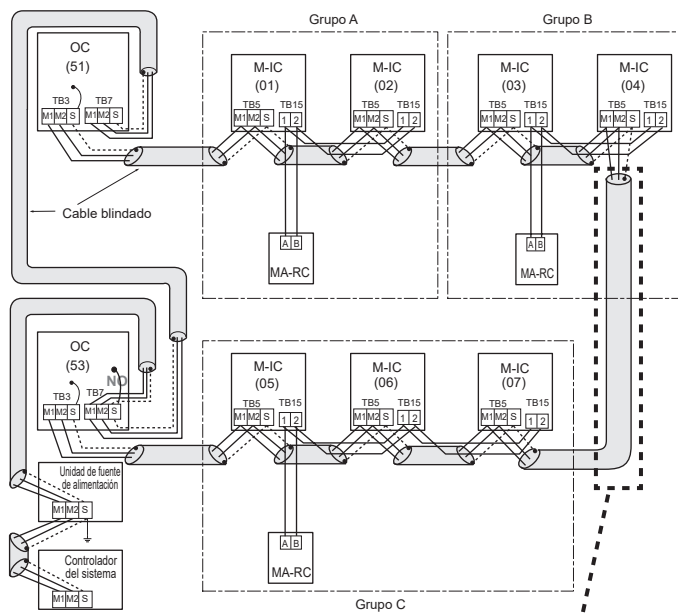 Grupo A
Grupo B
OC
(51)
TB3
TB7
M1 M2 S
M1 M2 S
M-IC
(01)
TB5
TB15
M1 M2 S
1 2
M-IC
(02)
TB5
TB15
M1 M2 S
1 2
M-IC
(03)
TB5
TB15
M1 M2 S
1 2
M-IC
(04)
TB5
TB15
M1 M2 S
1 2
Cable blindado
A B
MA-RC
A B
MA-RC
OC
(53)
NO
TB3
TB7
M1 M2 S
M1 M2 S
M-IC
(05)
TB5
TB15
M1 M2 S
1 2
M-IC
(06)
TB5
TB15
M1 M2 S
1 2
M-IC
(07)
TB5
TB15
M1 M2 S
1 2
Unidad de fuente
de alimentación
M1 M2 S
Controlador
del sistema
M1 M2 S
A B
MA-RC
Grupo C